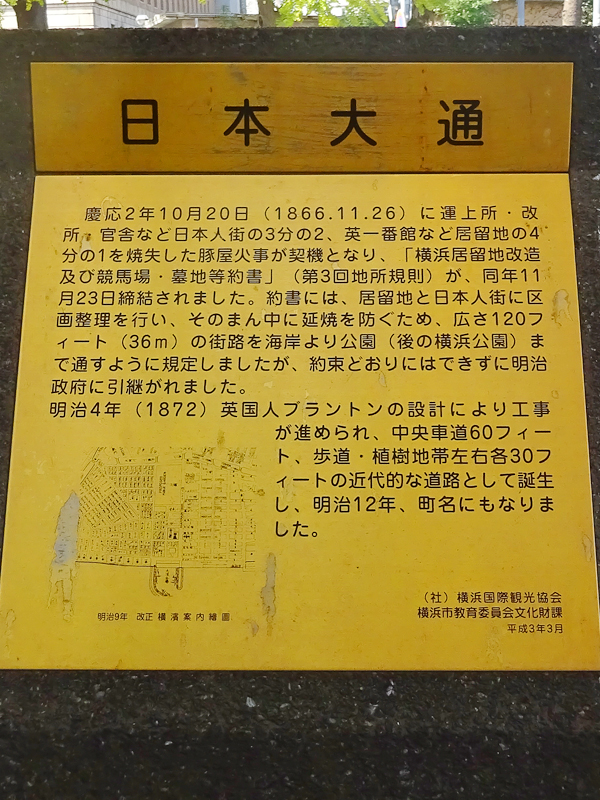 日本大通
慶応2年10月20日（1866.11.26）に運上所・改
所・官舎など日本人街の3分の2、英一番館など居留地の4
分の1を焼失した豚屋火事が契機となり、「横浜居留地改造
及び競馬場・墓地等約書」（第3回地所規則）が、同年11
月23日締結されました。約書には、居留地と日本人街に区
画整理を行い、そのまん中に延焼を防ぐため、広さ120フ
ィート（36m）の街路を海岸より公園（後の横浜公園）ま
で通すように規定しましたが、約束どおりにはできずに明治
政府に引継がれました。
明治4年（1872）英国人ブラントンの設計により工事
が進められ、中央車道60フィー
ト、歩道・植樹地帯左右各30フ
ィートの近代的な道路として誕生
し、明治12年、町名にもなりま
した。
明治9年 改正横濱案内繪圖
（社）横浜国際観光協会
横浜市教育委員会文化財課
平成3年3月